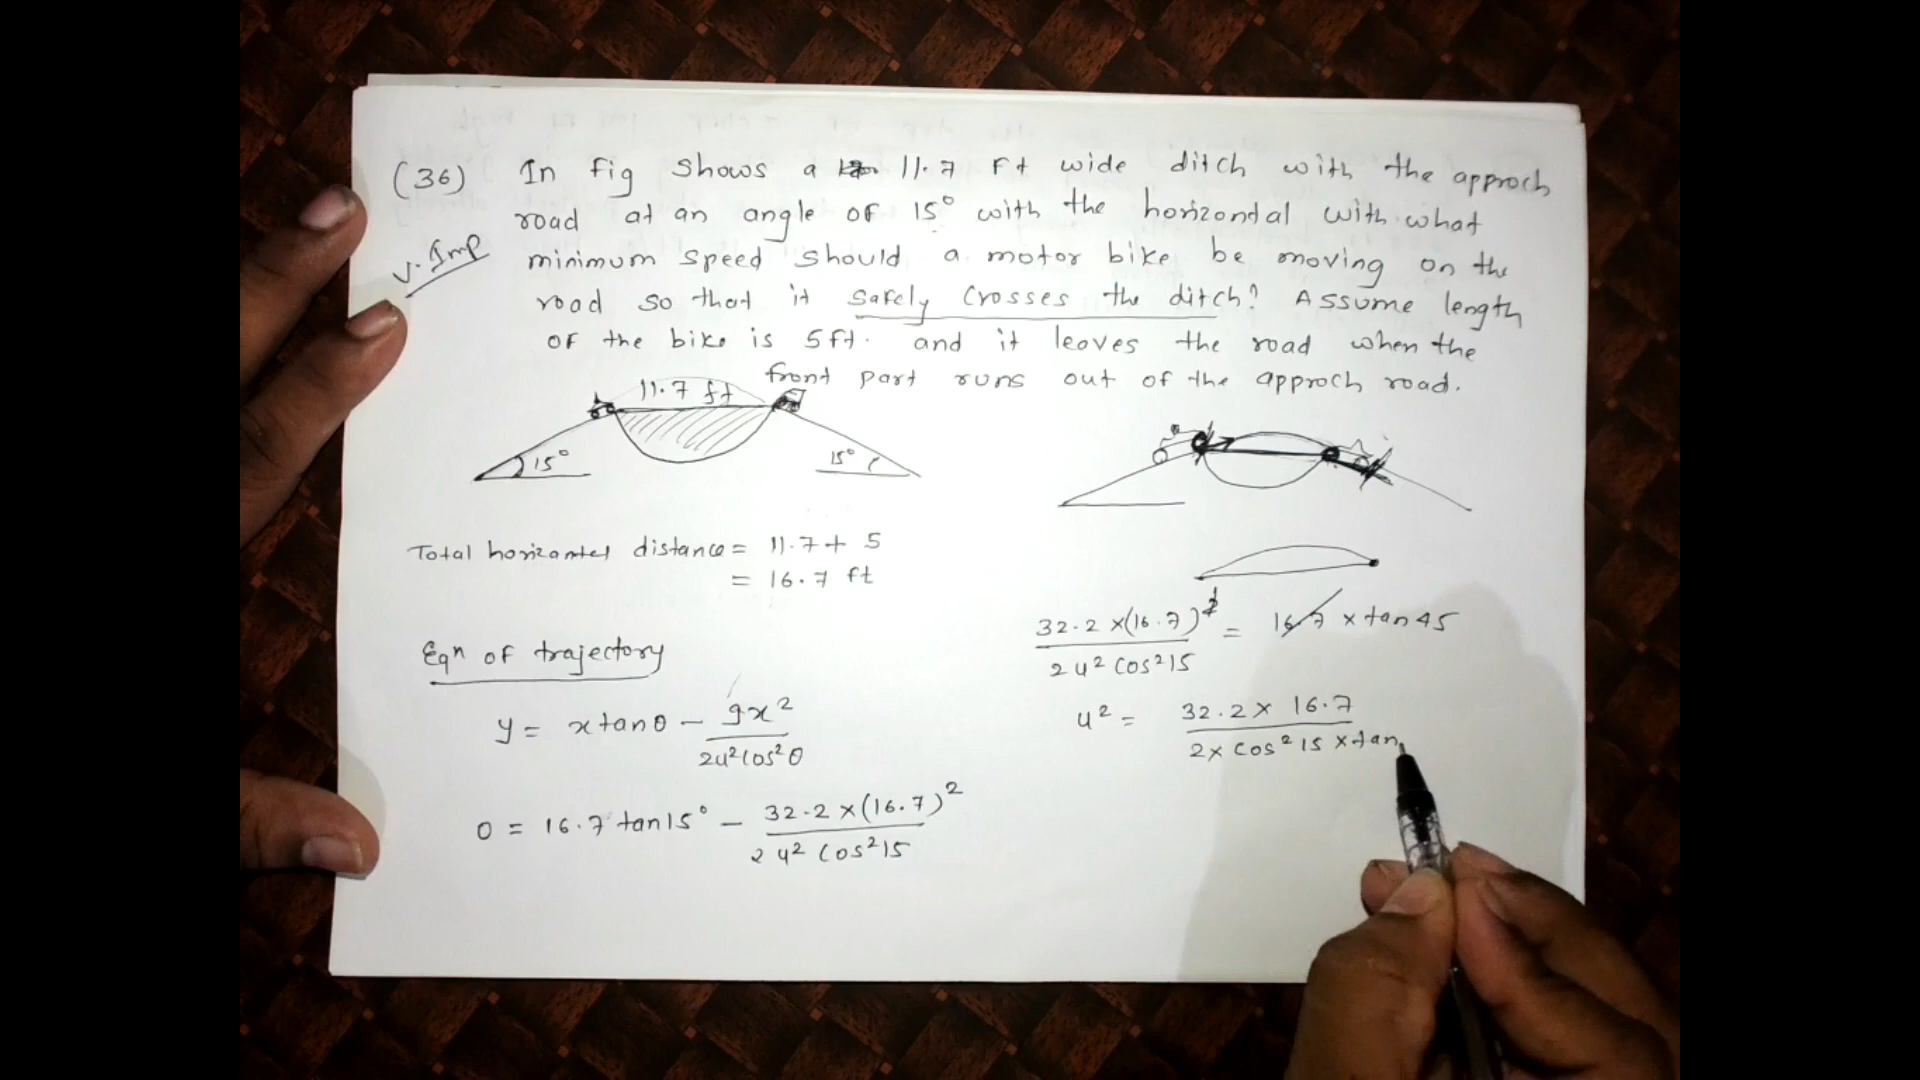 (36) In fig shows a 11.7 Ft wide ditch with the approch
road at an angle of 15° with the horizondal with what
V. Imp
minimum speed should a motor bike be moving on the
road so that it safely crosses the ditch? Assume length
of the bike is 5ft. and it leaves the road when the
front part runs out of the approch road.
11.7 ft
15°
15°
Total horizontel distance = 11.7 + 5
= 16.7 ft
Eqⁿ of trajectory
y = x tanθ - gx² / 2u²cos²θ
0 = 16.7 tan15° - 32.2 × (16.7)² / 2u² cos²15
32.2 × (16.7)² / 2u² cos²15 = 16.7 × tan 45
u² = 32.2 × 16.7 / 2 × cos²15 × tan